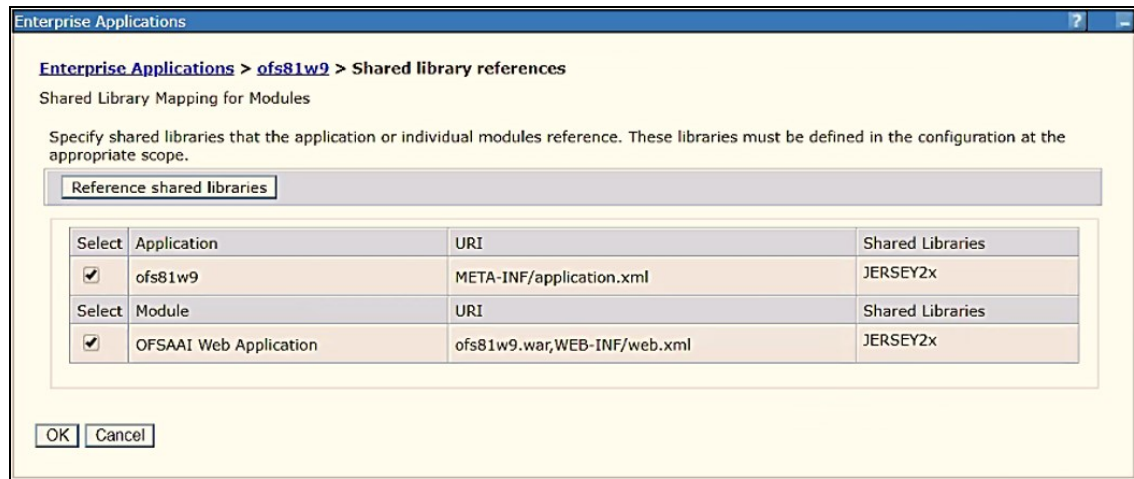 Enterprise Applications ? -
Enterprise Applications > ofs81w9 > Shared library references
Shared Library Mapping for Modules
Specify shared libraries that the application or individual modules reference. These libraries must be defined in the configuration at the
appropriate scope.
Reference shared libraries
Select Application URI Shared Libraries
ofs81w9 META-INF/application.xml JERSEY2x
Select Module URI Shared Libraries
OFSAAI Web Application ofs81w9.war,WEB-INF/web.xml JERSEY2x
OK Cancel